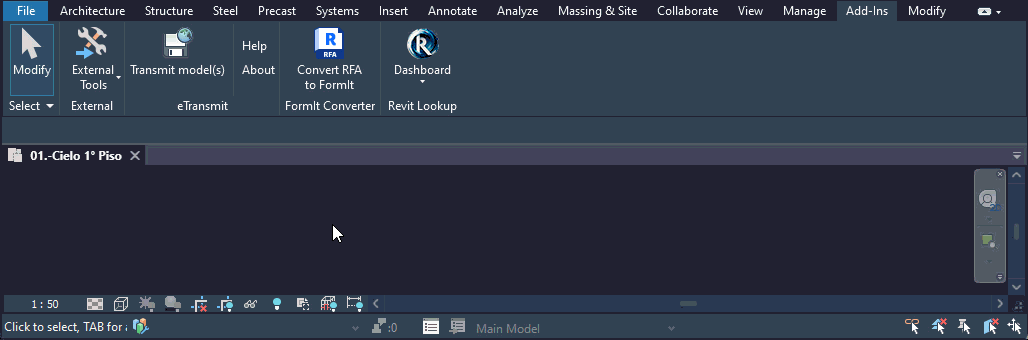 File Architecture Structure Steel Precast Systems Insert Annotate Analyze Massing & Site Collaborate View Manage Add-Ins Modify
Modify
External
Tools
Transmit model(s)
Help
About
R
RFA
Convert RFA
to FormIt
R
Dashboard
Select External eTransmit FormIt Converter Revit Lookup
01.-Cielo 1° Piso
2D
1 : 50
Click to select, TAB for
:0
Main Model